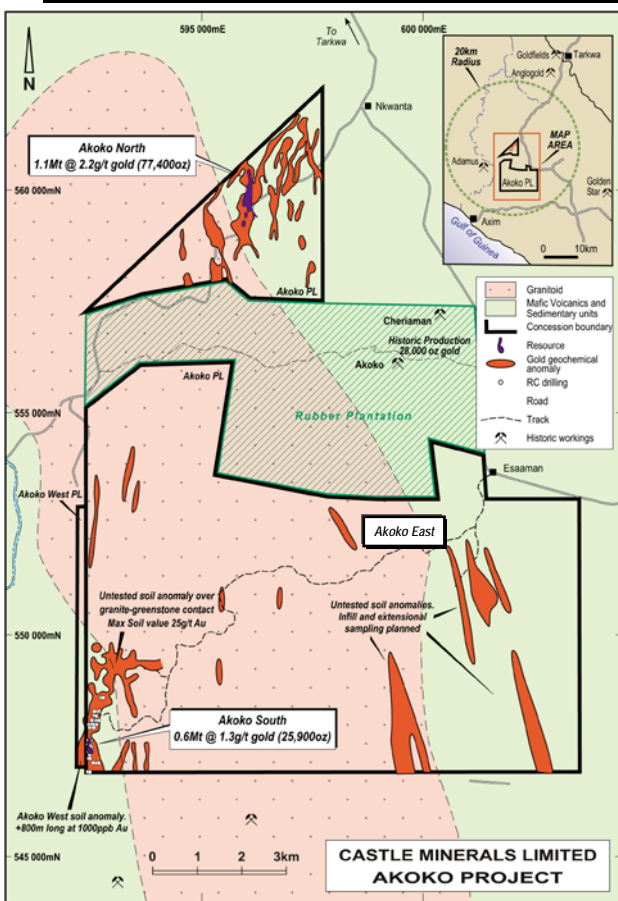 595 000mE
600 000mE
To
Tarkwa
N
Nkwanta
20km
Radius
Goldfields
Tarkwa
Anglogold
MAP
AREA
Adamus
Akoko PL
Golden
Star
Axim
Gulf of Guinea
0 10km
Akoko North
1.1Mt @ 2.2g/t gold (77,400oz)
560 000mN
Akoko PL
Granitoid
Mafic Volcanics and
Sedimentary units
Concession boundary
Resource
Gold geochemical
anomaly
RC drilling
Road
Track
Historic workings
Cheriaman
Historic Production
28,000 oz gold
Akoko
555 000mN
Akoko PL
Rubber Plantation
Esaaman
Akoko West PL
Akoko East
Untested soil anomaly over
granite-greenstone contact
Max Soil value 25g/t Au
Untested soil anomalies.
Infill and extensional
sampling planned
550 000mN
Akoko South
0.6Mt @ 1.3g/t gold (25,900oz)
Akoko West soil anomaly.
+800m long at 1000ppb Au
545 000mN
0 1 2 3km
CASTLE MINERALS LIMITED
AKOKO PROJECT